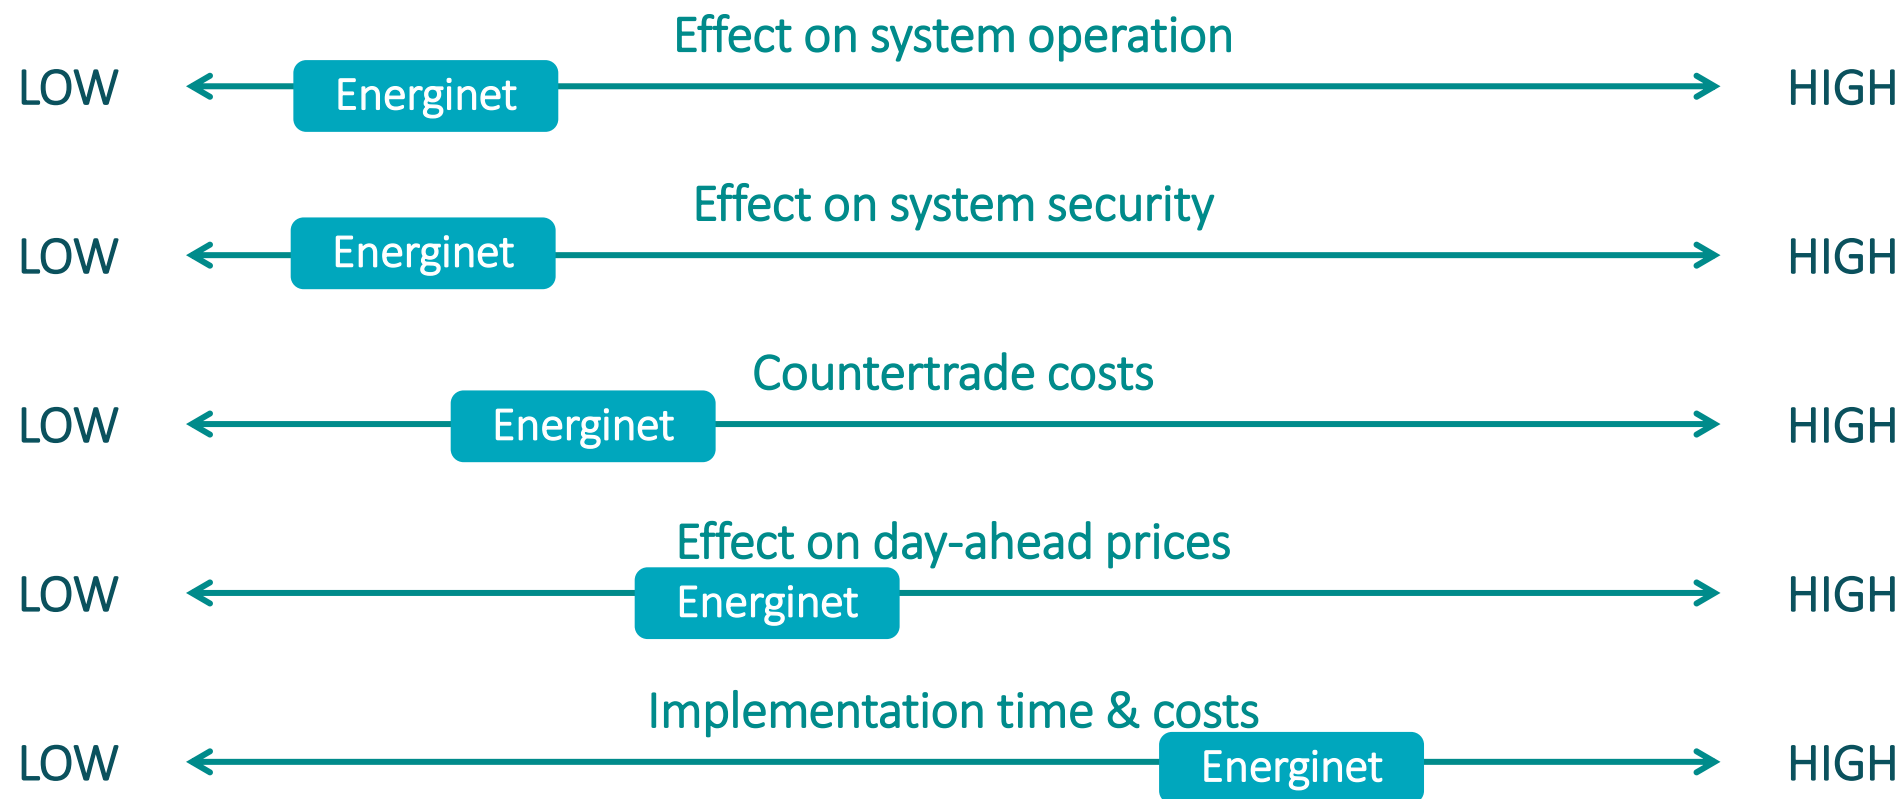 Effect on system operation
LOW Energinet HIGH
Effect on system security
LOW Energinet HIGH
Countertrade costs
LOW Energinet HIGH
Effect on day-ahead prices
LOW Energinet HIGH
Implementation time & costs
LOW Energinet HIGH